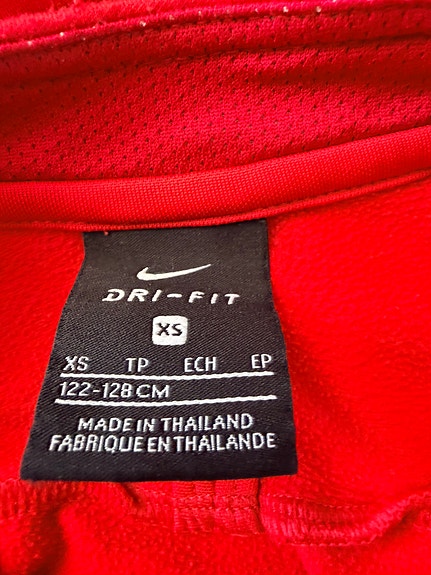 DRI-FIT
XS
XS TP ECH EP
122-128 CM
MADE IN THAILAND
FABRIQUE EN THAILANDE